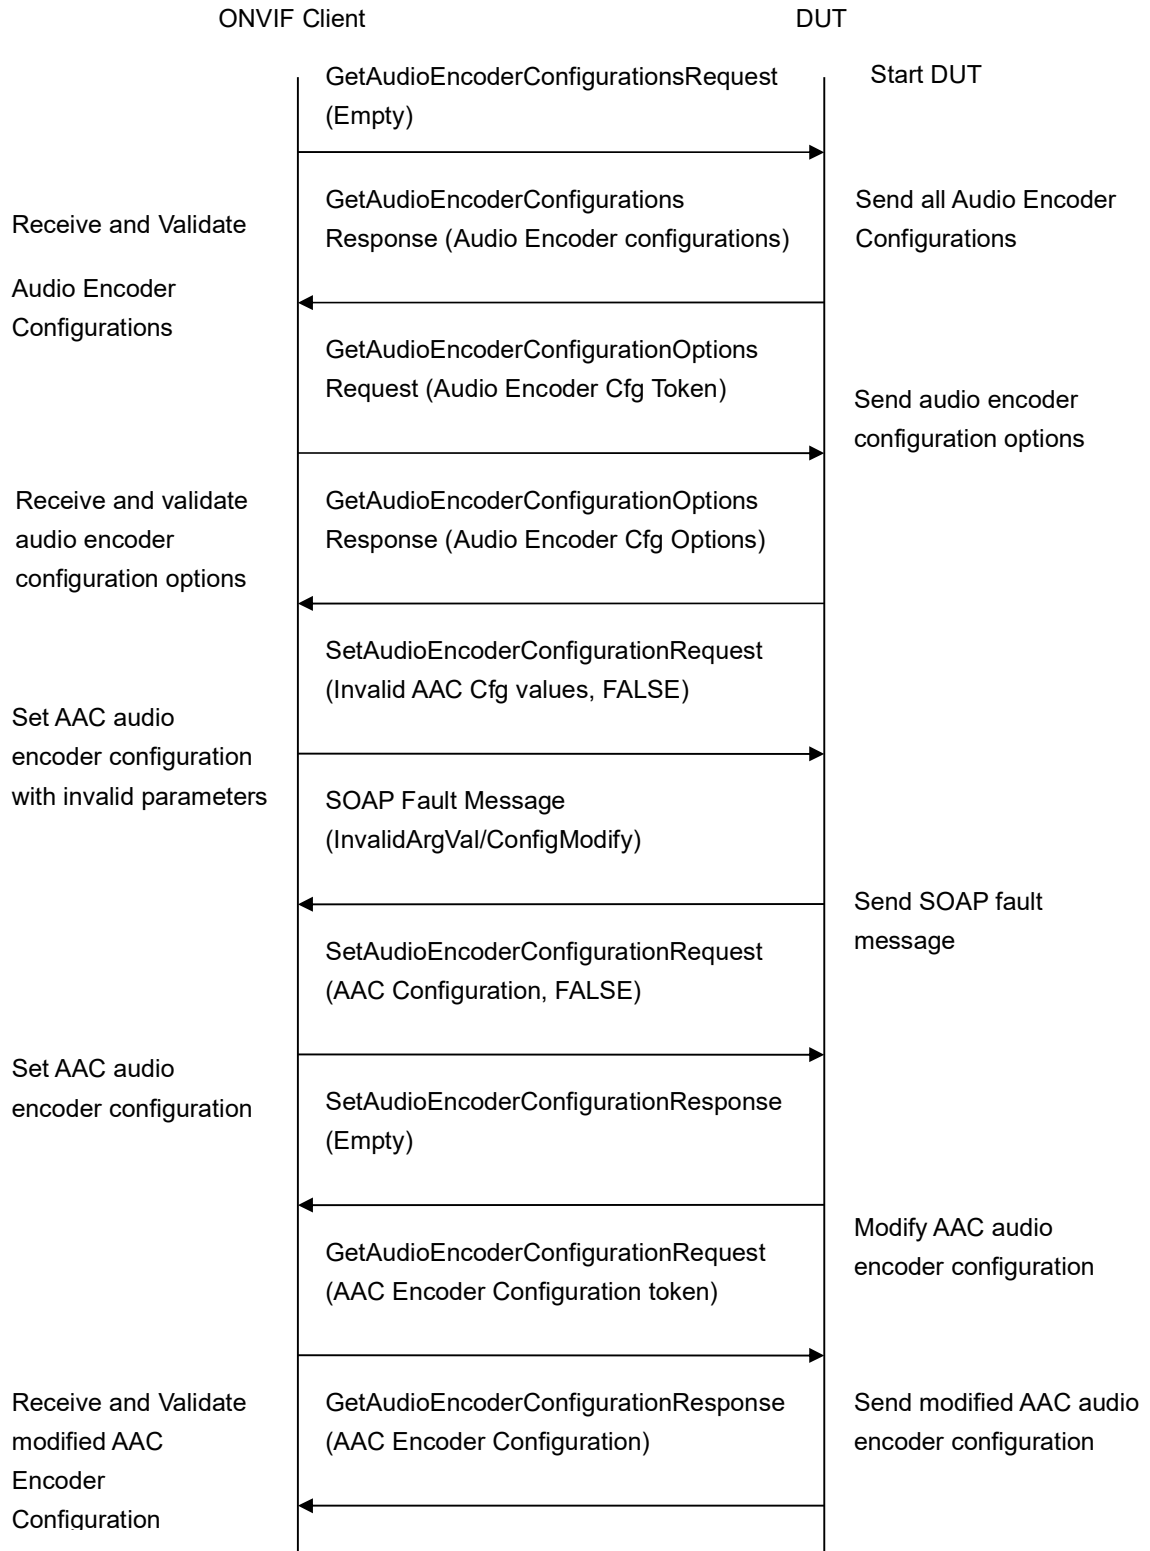 ONVIF Client
DUT
GetAudioEncoderConfigurationsRequest
(Empty)
Start DUT
GetAudioEncoderConfigurations
Response (Audio Encoder configurations)
Send all Audio Encoder
Configurations
Receive and Validate
Audio Encoder
Configurations
GetAudioEncoderConfigurationOptions
Request (Audio Encoder Cfg Token)
Send audio encoder
configuration options
Receive and validate
audio encoder
configuration options
GetAudioEncoderConfigurationOptions
Response (Audio Encoder Cfg Options)
SetAudioEncoderConfigurationRequest
(Invalid AAC Cfg values, FALSE)
Set AAC audio
encoder configuration
with invalid parameters
SOAP Fault Message
(InvalidArgVal/ConfigModify)
Send SOAP fault
message
SetAudioEncoderConfigurationRequest
(AAC Configuration, FALSE)
Set AAC audio
encoder configuration
SetAudioEncoderConfigurationResponse
(Empty)
Modify AAC audio
encoder configuration
GetAudioEncoderConfigurationRequest
(AAC Encoder Configuration token)
Receive and Validate
modified AAC
Encoder
Configuration
GetAudioEncoderConfigurationResponse
(AAC Encoder Configuration)
Send modified AAC audio
encoder configuration